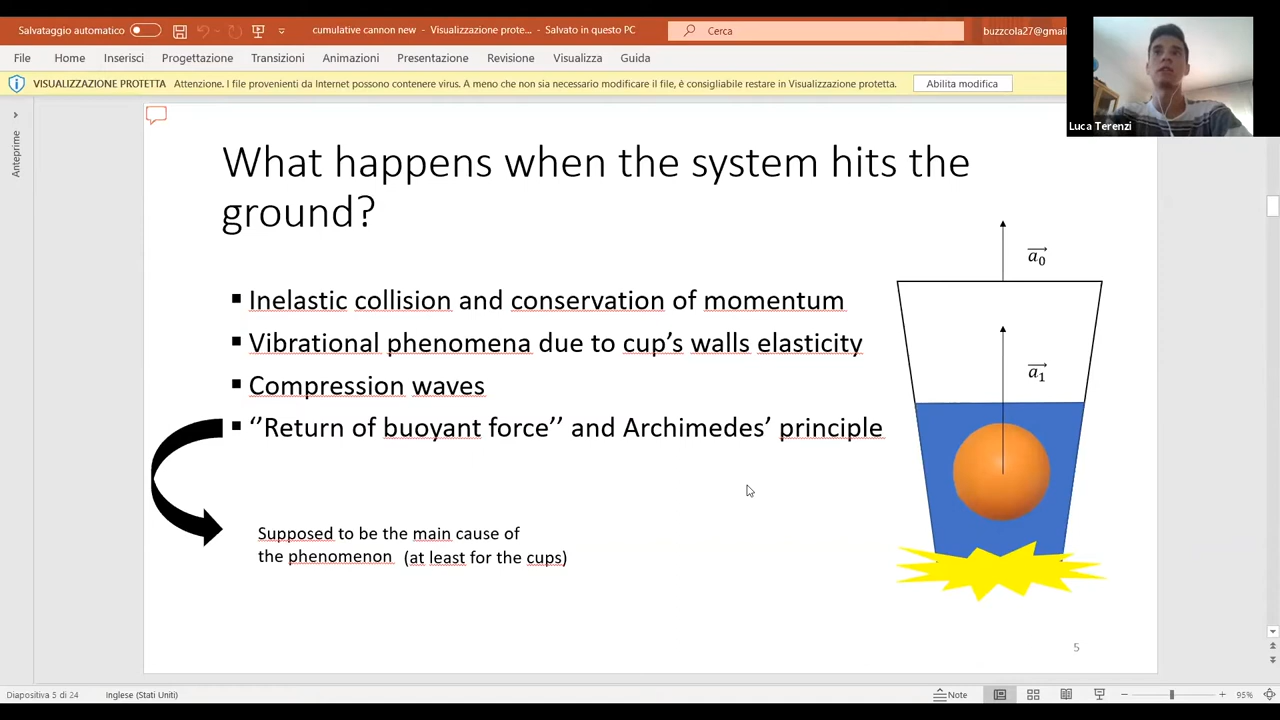 Salvataggio automatico
cumulative cannon new - Visualizzazione prote... - Salvato in questo PC
Cerca
buzzcola27@gmail
File Home Inserisci Progettazione Transizioni Animazioni Presentazione Revisione Visualizza Guida
VISUALIZZAZIONE PROTETTA Attenzione. I file provenienti da Internet possono contenere virus. A meno che non sia necessario modificare il file, è consigliabile restare in Visualizzazione protetta.
Abilita modifica
Luca Terenzi
Anteprime
What happens when the system hits the
ground?
a₀
▪ Inelastic collision and conservation of momentum
▪ Vibrational phenomena due to cup's walls elasticity
a₁
▪ Compression waves
▪ ‘’Return of buoyant force’’ and Archimedes’ principle
Supposed to be the main cause of
the phenomenon (at least for the cups)
5
Diapositiva 5 di 24
Inglese (Stati Uniti)
Note
95%